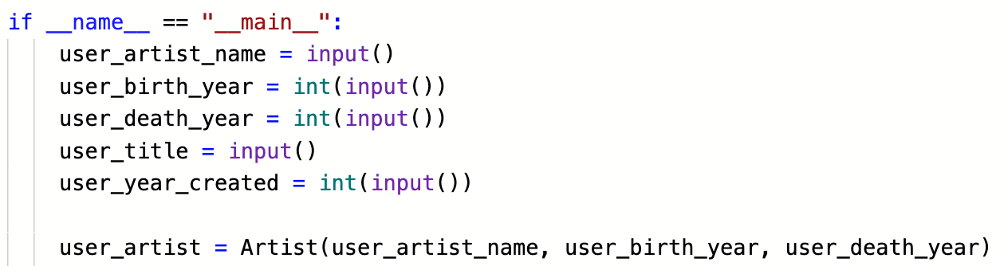 if __name__ == "__main__":
    user_artist_name = input()
    user_birth_year = int(input())
    user_death_year = int(input())
    user_title = input()
    user_year_created = int(input())

    user_artist = Artist(user_artist_name, user_birth_year, user_death_year)